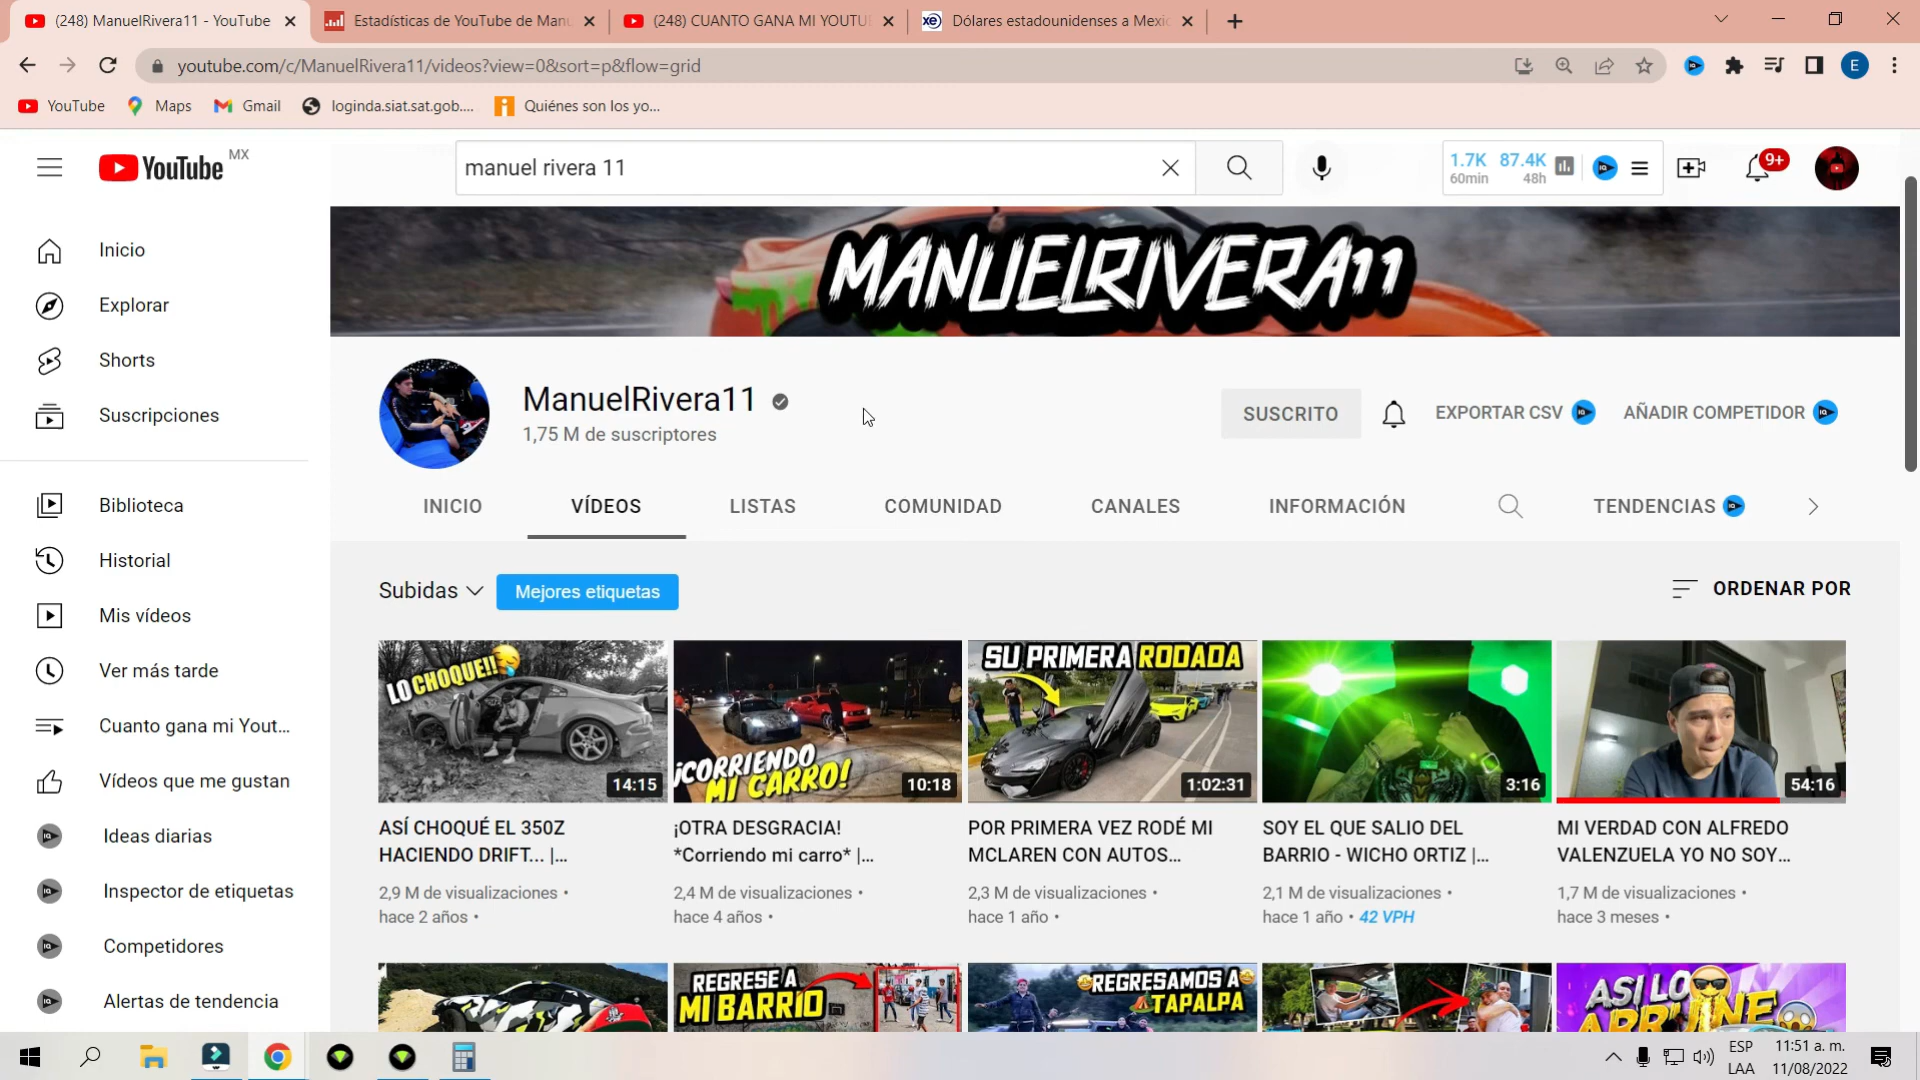 (248) ManuelRivera11 - YouTube
Estadísticas de YouTube de Manu
(248) CUANTO GANA MI YOUTU
Dólares estadounidenses a Mexic
youtube.com/c/ManuelRivera11/videos?view=0&sort=p&flow=grid
E
YouTube
Maps
Gmail
loginda.siat.sat.gob....
Quiénes son los yo...
YouTube MX
manuel rivera 11
1.7K 87.4K
60min 48h
9+
Inicio
Explorar
Shorts
Suscripciones
Biblioteca
Historial
Mis vídeos
Ver más tarde
Cuanto gana mi Yout...
Vídeos que me gustan
Ideas diarias
Inspector de etiquetas
Competidores
Alertas de tendencia
MANUELRIVERA11
ManuelRivera11
1,75 M de suscriptores
SUSCRITO
EXPORTAR CSV
AÑADIR COMPETIDOR
INICIO
VÍDEOS
LISTAS
COMUNIDAD
CANALES
INFORMACIÓN
TENDENCIAS
Subidas
Mejores etiquetas
ORDENAR POR
LO CHOQUE!!
14:15
ASÍ CHOQUÉ EL 350Z
HACIENDO DRIFT... |...
2,9 M de visualizaciones •
hace 2 años •
¡CORRIENDO
MI CARRO!
10:18
¡OTRA DESGRACIA!
*Corriendo mi carro* |...
2,4 M de visualizaciones •
hace 4 años •
SU PRIMERA RODADA
1:02:31
POR PRIMERA VEZ RODÉ MI
MCLAREN CON AUTOS...
2,3 M de visualizaciones •
hace 1 año •
3:16
SOY EL QUE SALIO DEL
BARRIO - WICHO ORTIZ |...
2,1 M de visualizaciones •
hace 1 año • 42 VPH
54:16
MI VERDAD CON ALFREDO
VALENZUELA YO NO SOY...
1,7 M de visualizaciones •
hace 3 meses •
REGRESE A
MI BARRIO
REGRESAMOS A
TAPALPA
ASI LO
ARRUINE
ESP
LAA
11:51 a. m.
11/08/2022